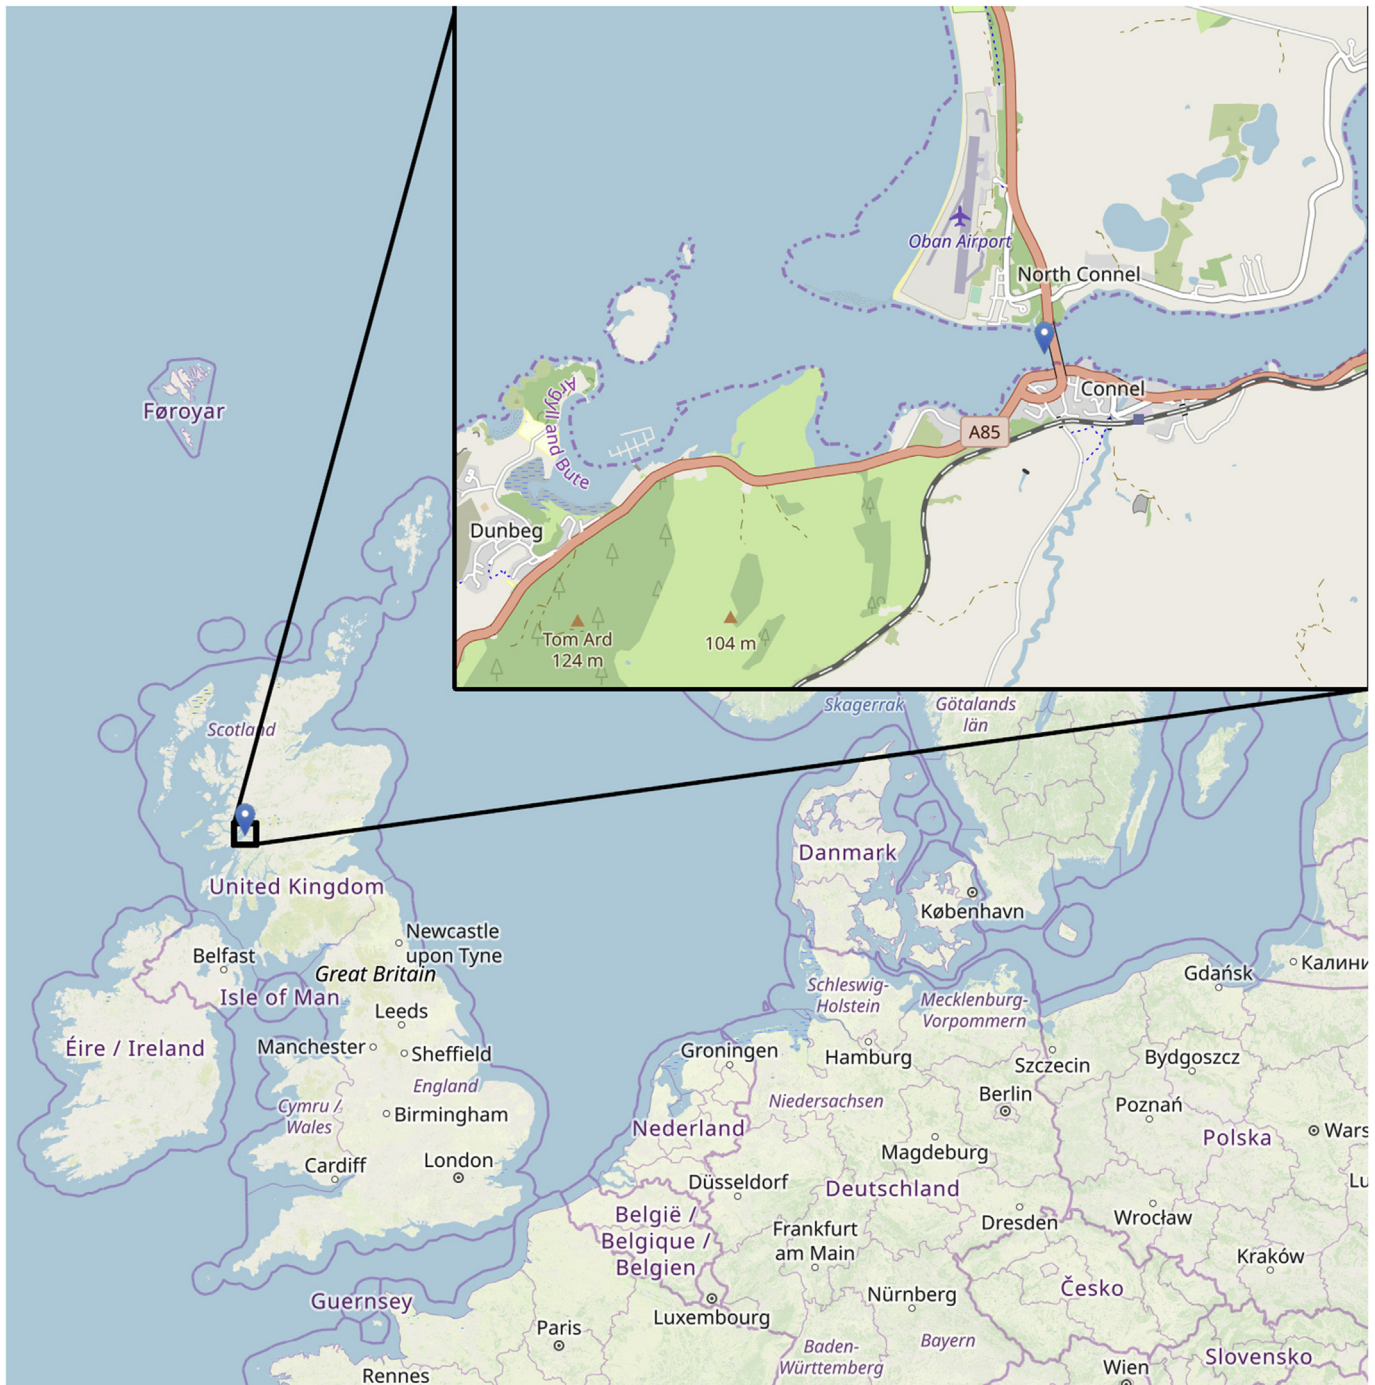 Oban Airport
North Connel
Connel
Argyll and Bute
A85
Dunbeg
Tom Ard
124 m
104 m
Føroyar
Scotland
Skagerrak
Götalands
län
Danmark
København
United Kingdom
Newcastle
upon Tyne
Belfast
Great Britain
Isle of Man
Leeds
Éire / Ireland
Manchester
Sheffield
England
Cymru /
Wales
Birmingham
Cardiff
London
Schleswig-
Holstein
Mecklenburg-
Vorpommern
Gdańsk
Калини
Groningen
Hamburg
Szczecin
Bydgoszcz
Niedersachsen
Berlin
Poznań
Nederland
Magdeburg
Polska
Wars
Düsseldorf
Deutschland
Lu
België /
Belgique /
Belgien
Frankfurt
am Main
Dresden
Wrocław
Kraków
Guernsey
Luxembourg
Nürnberg
Česko
Paris
Baden-
Württemberg
Bayern
Slovensko
Rennes
Wien